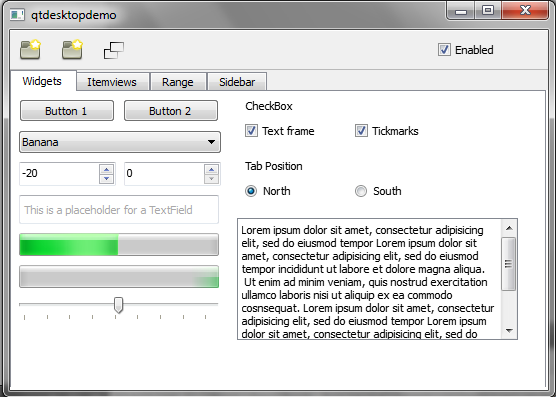 qtdesktopdemo
Enabled
Widgets Itemviews Range Sidebar
Button 1 Button 2
Banana
-20 0
This is a placeholder for a TextField
CheckBox
Text frame Tickmarks
Tab Position
North South
Lorem ipsum dolor sit amet, consectetur adipisicing
elit, sed do eiusmod tempor Lorem ipsum dolor sit
amet, consectetur adipisicing elit, sed do eiusmod
tempor incididunt ut labore et dolore magna aliqua.
Ut enim ad minim veniam, quis nostrud exercitation
ullamco laboris nisi ut aliquip ex ea commodo
cosnsequat. Lorem ipsum dolor sit amet, consectetur
adipisicing elit, sed do eiusmod tempor Lorem ipsum
dolor sit amet, consectetur adipisicing elit, sed do